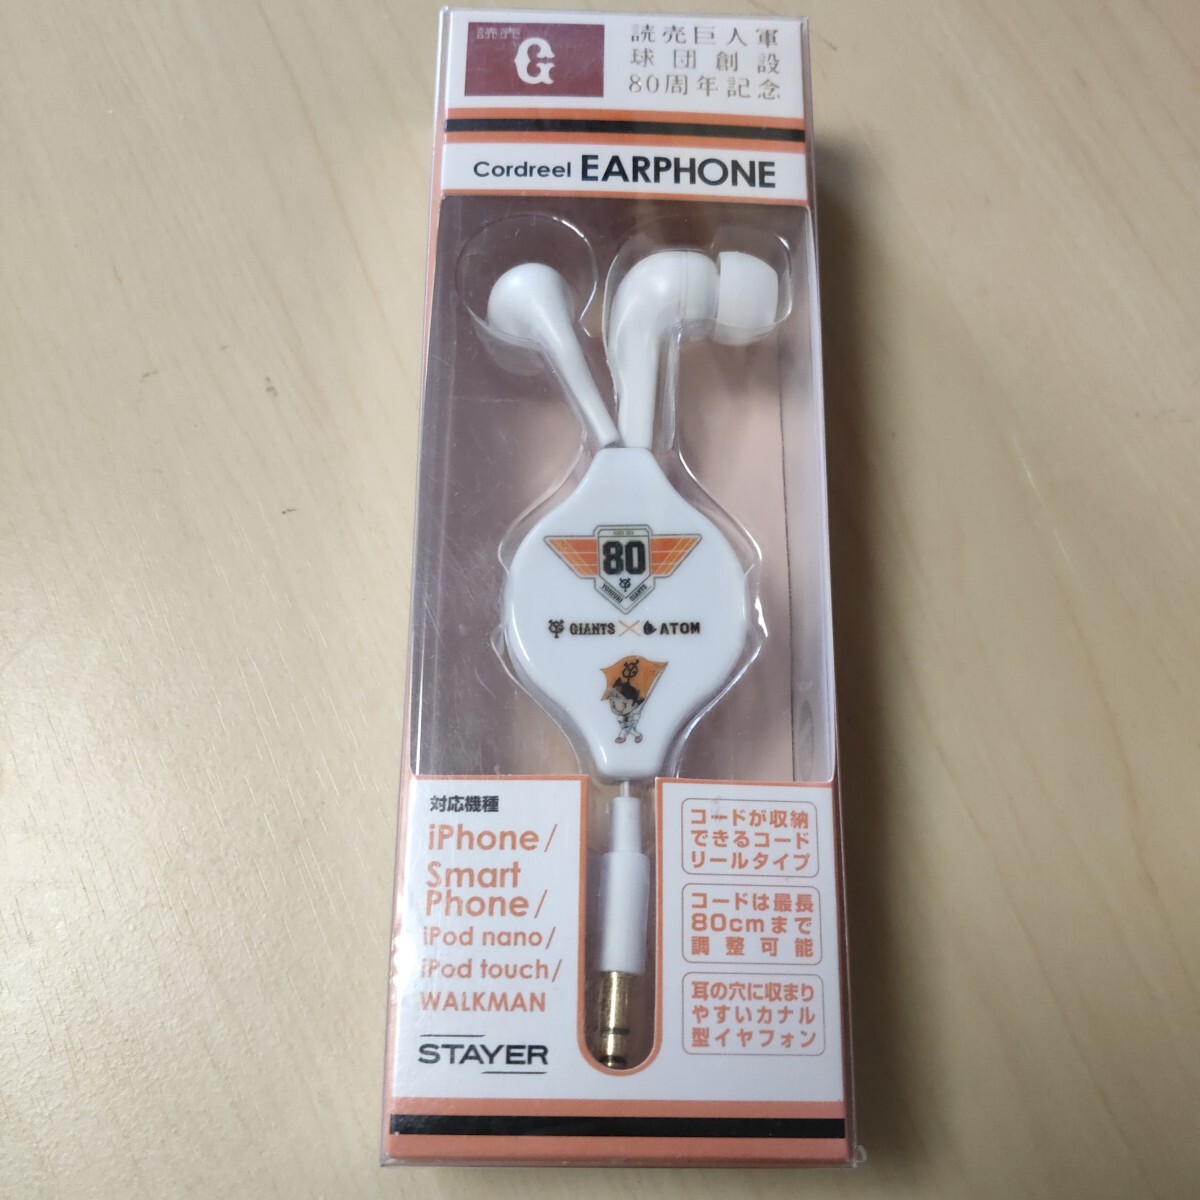 読売
G
読売巨人軍
球団創設
80周年記念
Cordreel EARPHONE
80
YOMIURI GIANTS
GIANTS × ATOM
対応機種
iPhone/
Smart
Phone/
iPod nano/
iPod touch/
WALKMAN
STAYER
コードが収納
できるコード
リールタイプ
コードは最長
80cmまで
調整可能
耳の穴に収まり
やすいカナル
型イヤフォン